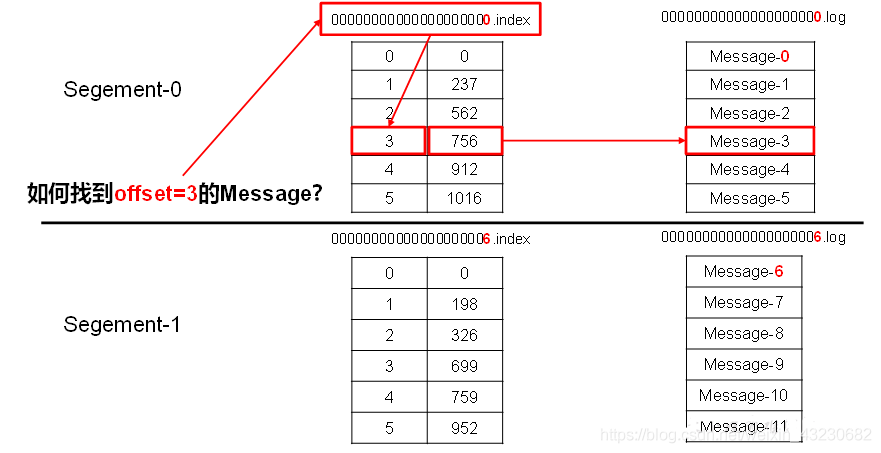 00000000000000000000.index
00000000000000000000.log
Segement-0
0 0
1 237
2 562
3 756
4 912
5 1016
Message-0
Message-1
Message-2
Message-3
Message-4
Message-5
如何找到offset=3的Message?
00000000000000000006.index
00000000000000000006.log
Segement-1
0 0
1 198
2 326
3 699
4 759
5 952
Message-6
Message-7
Message-8
Message-9
Message-10
Message-11
https://blog.csdn.net/weixin_43230682